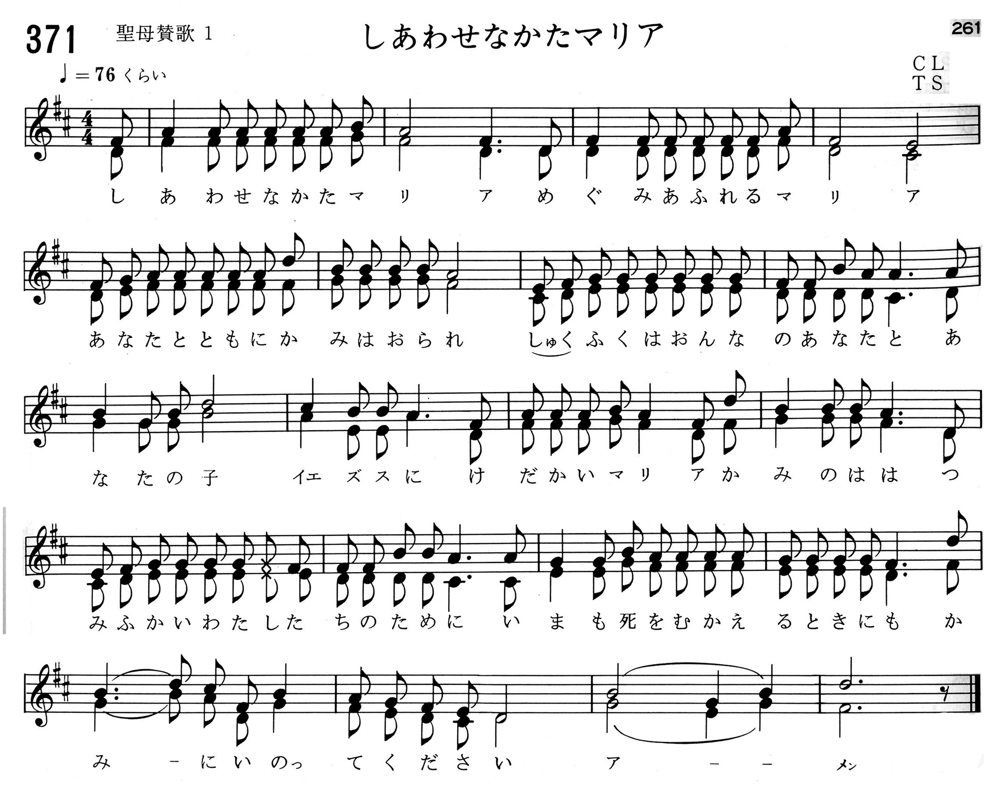 371 聖母賛歌 1 しあわせなかたマリア 261
C L
T S
♩= 76 くらい
し あ わ せ な か た マ リ ア め ぐ み あ ふ れ る マ リ ア
あ な た と と も に か み は お ら れ しゅく ふ く は お ん な の あ な た と あ
な た の 子 イエ ズ ス に け だ か い マ リ ア か み の は は つ
み ふ か い わ た し た ち の た め に い ま も 死 を む か え る と き に も か
み ー に い のっ て く だ さ い ア ー ー メン